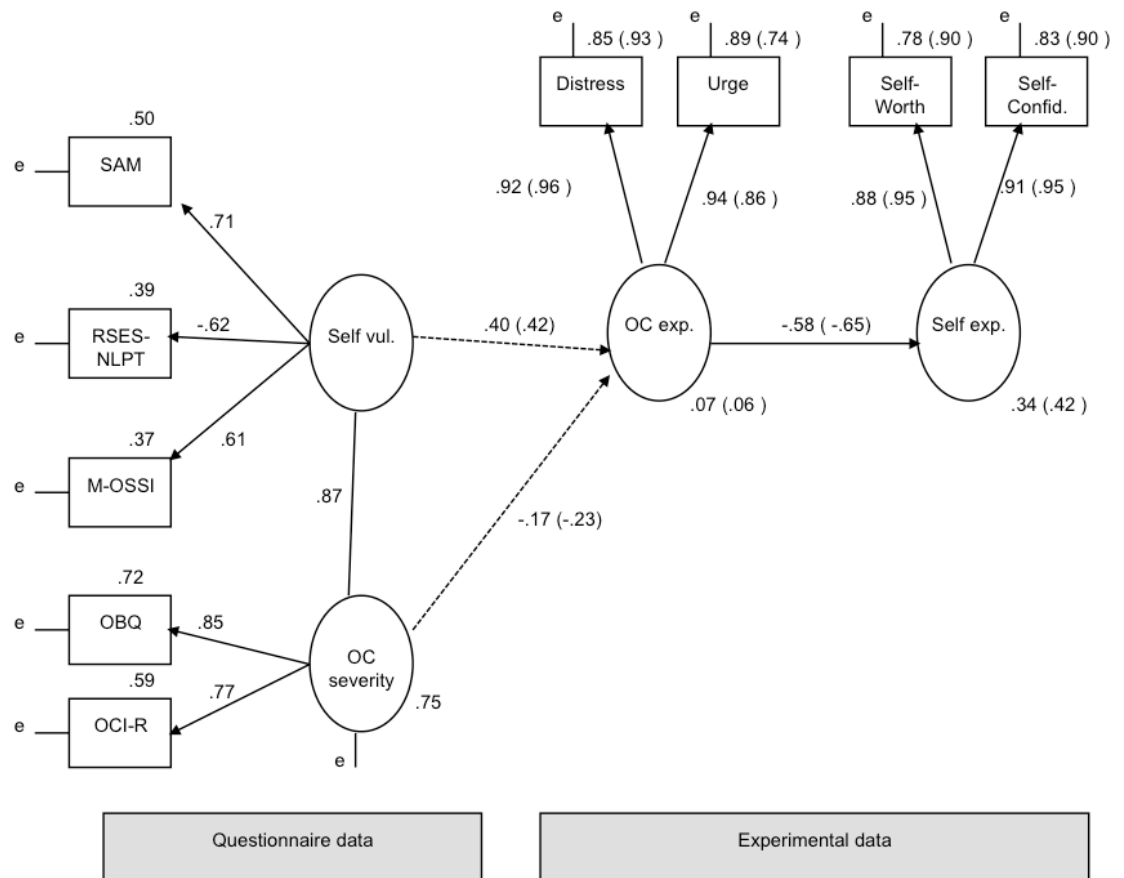 e
e
e
e
.85 (.93)
.89 (.74 )
.78 (.90 )
.83 (.90 )
Distress
Urge
Self-
Worth
Self-
Confid.
.50
e
SAM
.92 (.96 )
.94 (.86 )
.88 (.95 )
.91 (.95 )
.71
.39
e
RSES-
NLPT
-.62
Self vul.
.40 (.42 )
OC exp.
-.58 ( -.65)
Self exp.
.07 (.06 )
.34 (.42 )
.37
.61
e
M-OSSI
.87
-.17 (-.23)
.72
e
OBQ
.85
OC
severity
.75
.59
.77
e
OCI-R
e
Questionnaire data
Experimental data